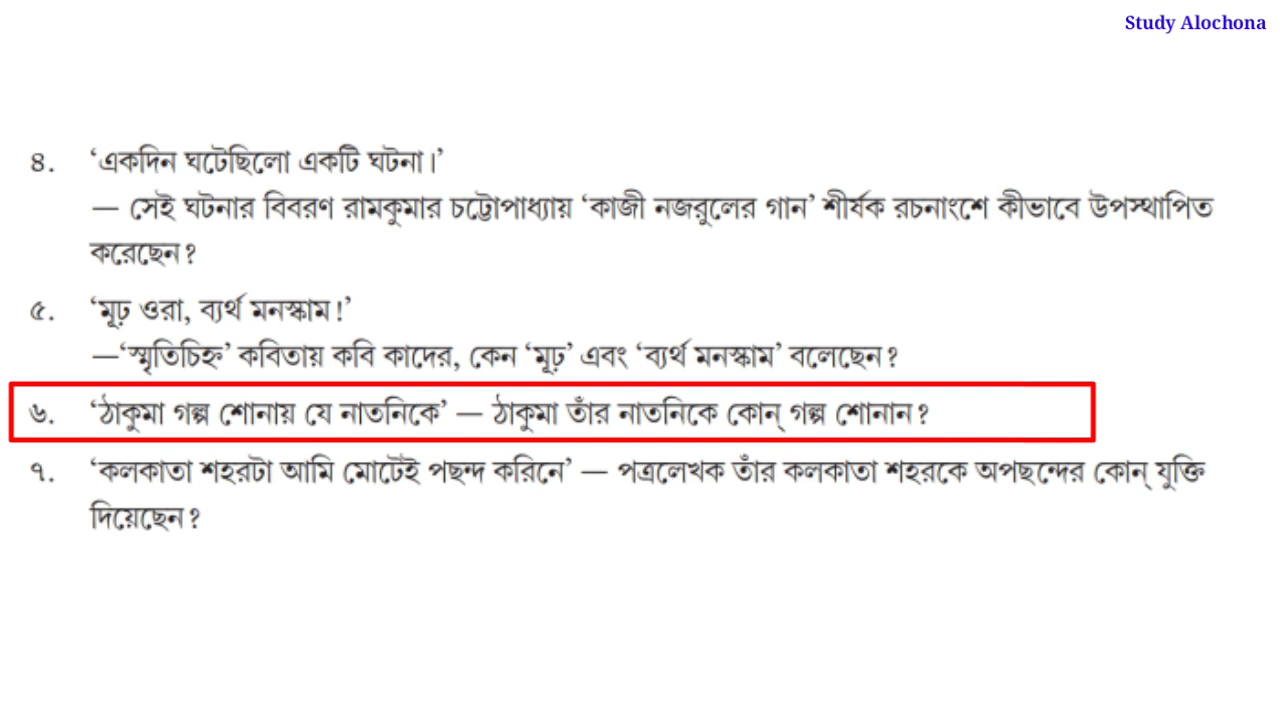 Study Alochona
৪. ‘একদিন ঘটেছিলো একটি ঘটনা।’
— সেই ঘটনার বিবরণ রামকুমার চট্টোপাধ্যায় ‘কাজী নজরুলের গান’ শীর্ষক রচনাংশে কীভাবে উপস্থাপিত
করেছেন?
৫. ‘মূঢ় ওরা, ব্যর্থ মনস্কাম!’
—‘স্মৃতিচিহ্ন’ কবিতায় কবি কাদের, কেন ‘মূঢ়’ এবং ‘ব্যর্থ মনস্কাম’ বলেছেন?
৬. ‘ঠাকুমা গল্প শোনায় যে নাতনিকে’ — ঠাকুমা তাঁর নাতনিকে কোন্ গল্প শোনান?
৭. ‘কলকাতা শহরটা আমি মোটেই পছন্দ করিনে’ — পত্রলেখক তাঁর কলকাতা শহরকে অপছন্দের কোন্ যুক্তি
দিয়েছেন?